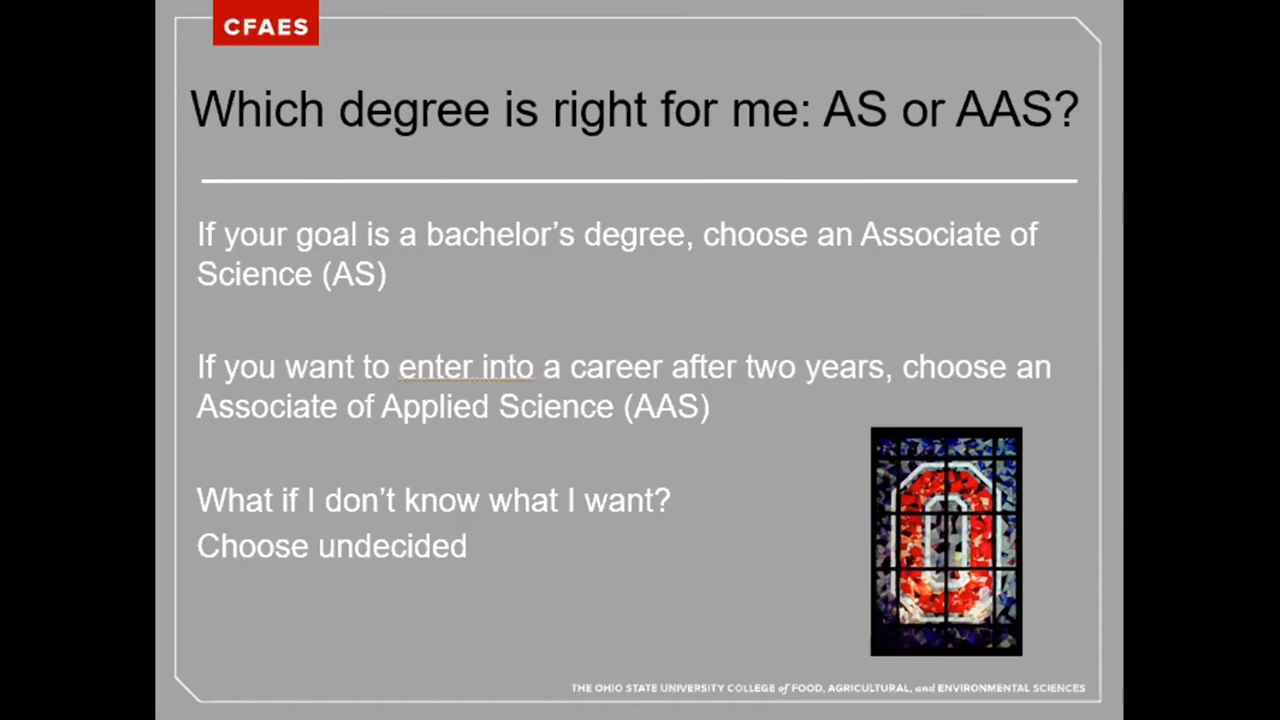 CFAES
Which degree is right for me: AS or AAS?
If your goal is a bachelor’s degree, choose an Associate of
Science (AS)
If you want to enter into a career after two years, choose an
Associate of Applied Science (AAS)
What if I don’t know what I want?
Choose undecided
THE OHIO STATE UNIVERSITY COLLEGE of FOOD, AGRICULTURAL, and ENVIRONMENTAL SCIENCES